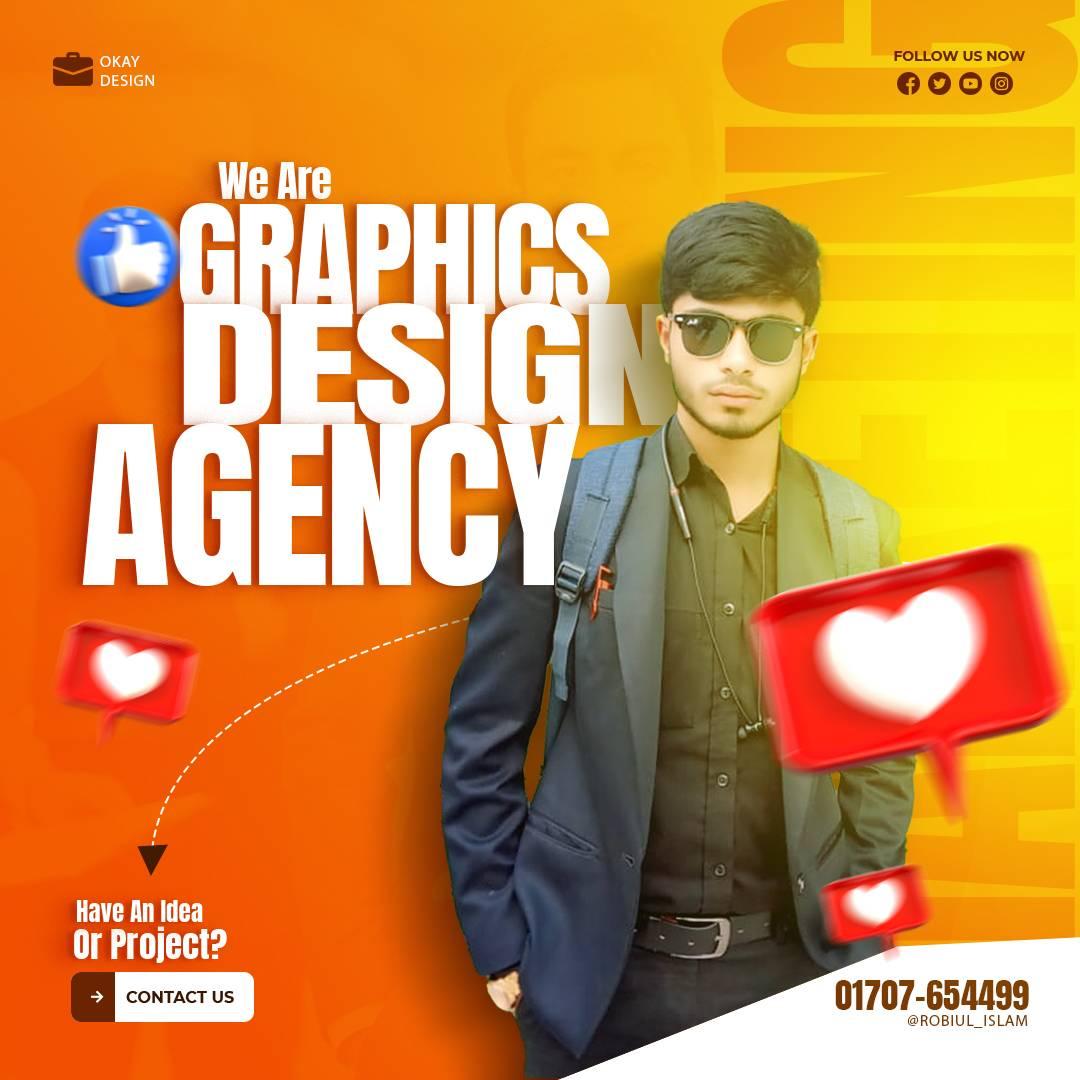 OKAY
DESIGN
FOLLOW US NOW
We Are
GRAPHICS
DESIGN
AGENCY
Have An Idea
Or Project?
CONTACT US
01707-654499
@ROBIUL_ISLAM